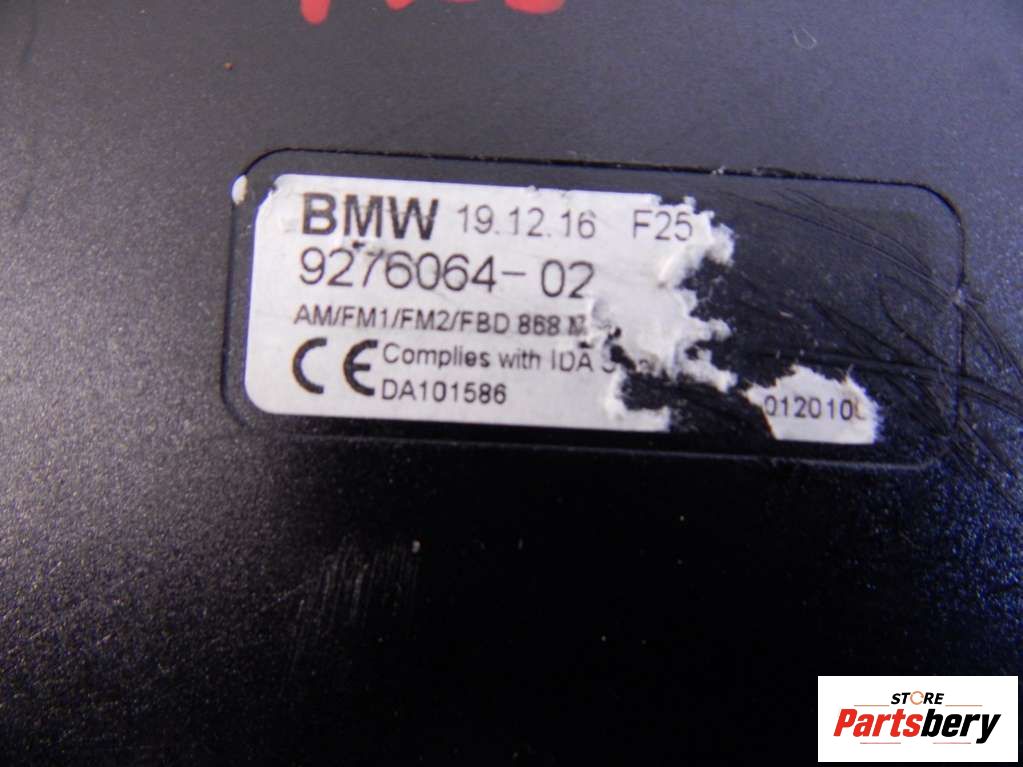 BMW 19.12.16 F25
9276064-02
AM/FM1/FM2/FBD 868
CE Complies with IDA
DA101586
012010
STORE
Partsbery